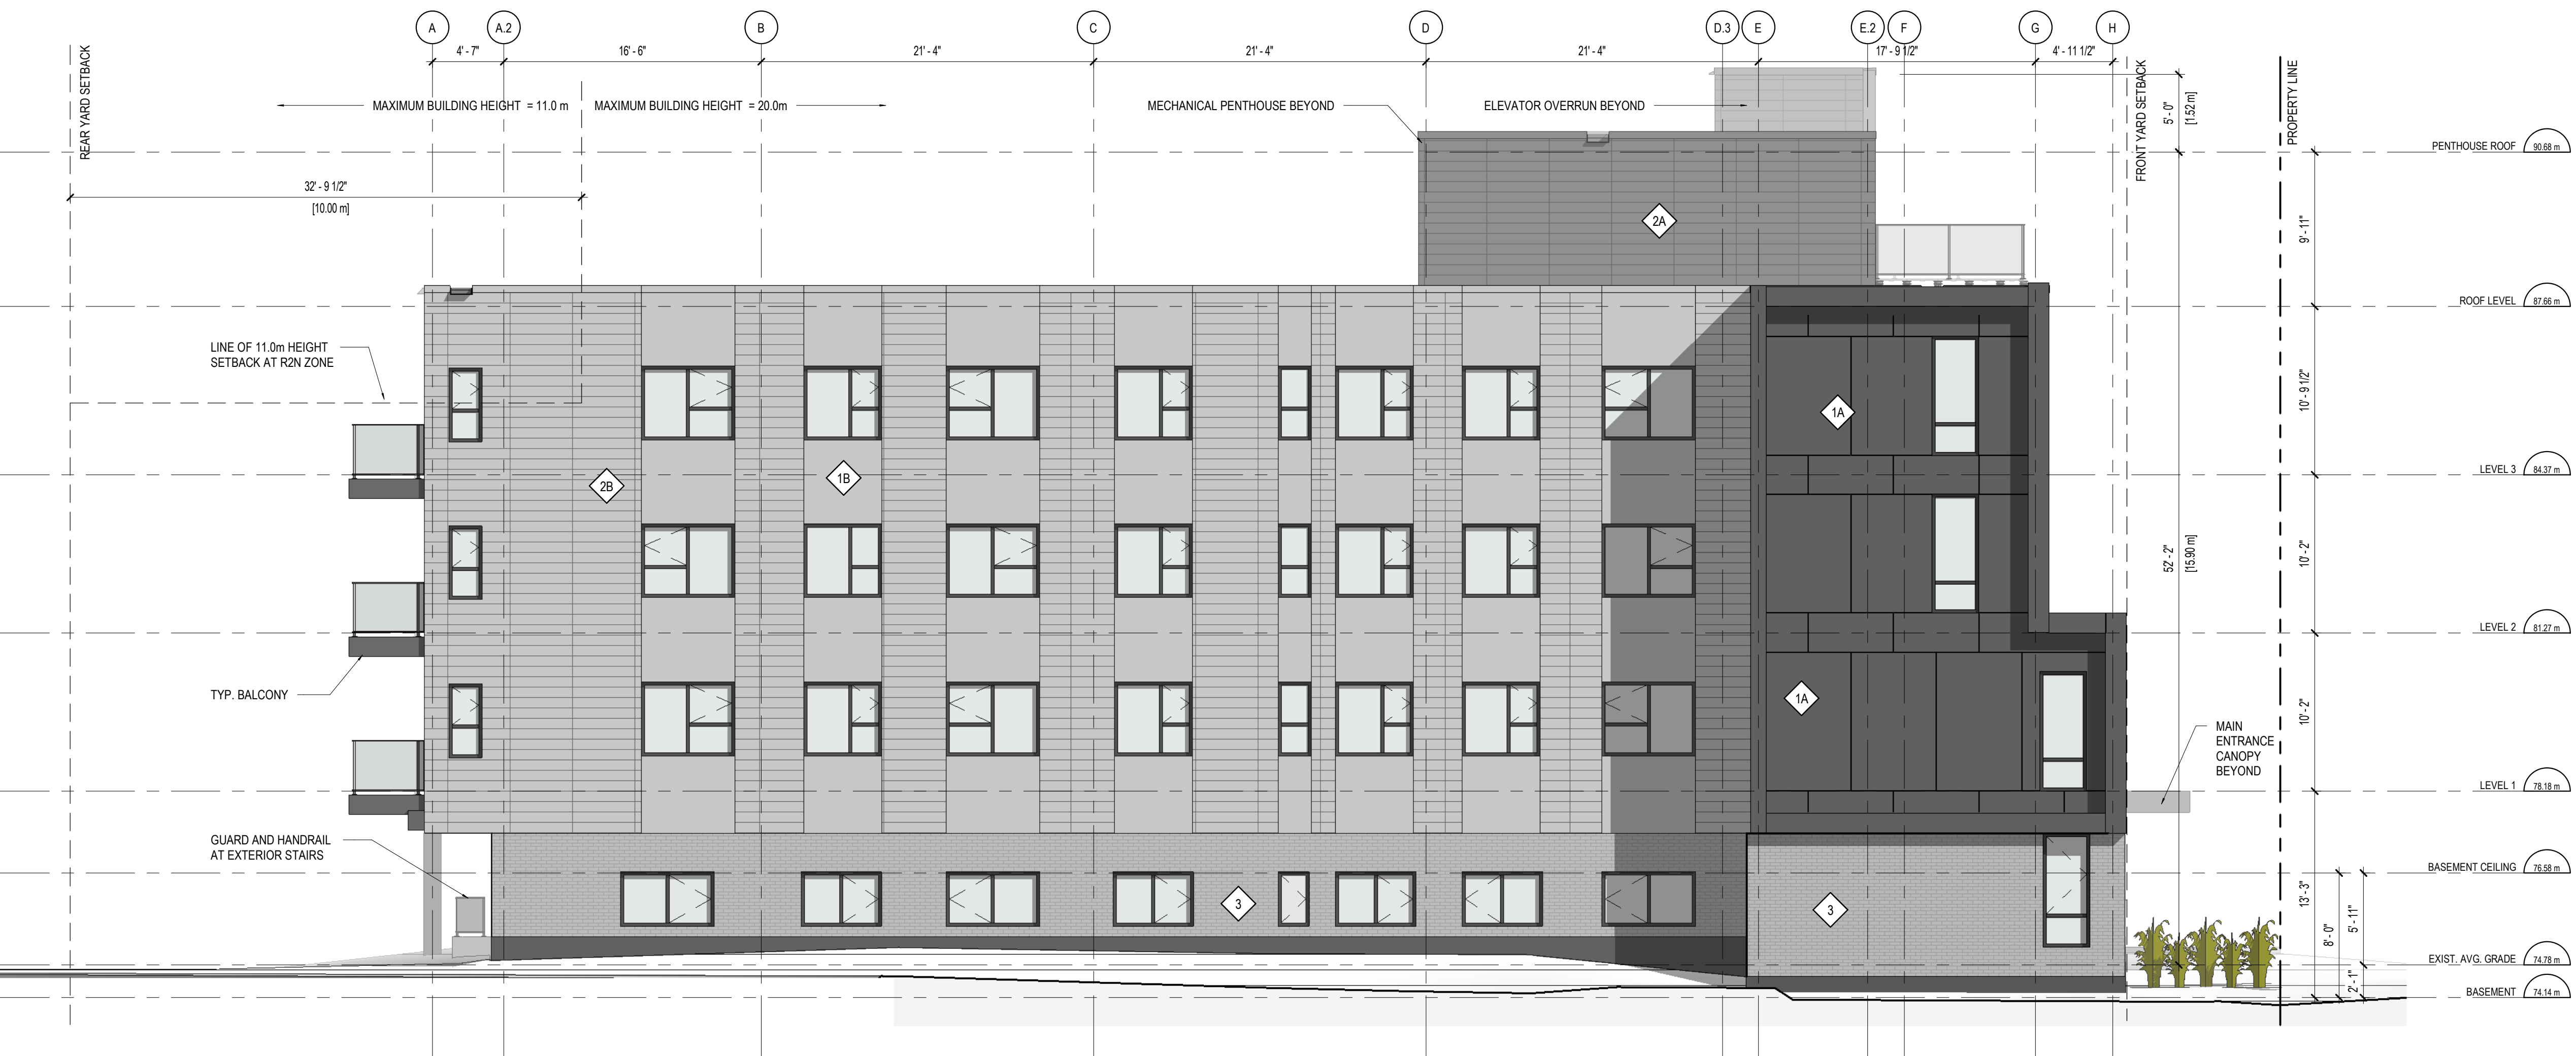 A
A.2
B
C
D
D.3
E
E.2
F
G
H
4' - 7"
16' - 6"
21' - 4"
21' - 4"
21' - 4"
17' - 9 1/2"
4' - 11 1/2"
REAR YARD SETBACK
FRONT YARD SETBACK
PROPERTY LINE
MAXIMUM BUILDING HEIGHT = 11.0 m
MAXIMUM BUILDING HEIGHT = 20.0m
MECHANICAL PENTHOUSE BEYOND
ELEVATOR OVERRUN BEYOND
5' - 0"
[1.52 m]
PENTHOUSE ROOF
90.68 m
32' - 9 1/2"
[10.00 m]
2A
9' - 11"
ROOF LEVEL
87.66 m
LINE OF 11.0m HEIGHT
SETBACK AT R2N ZONE
1A
10' - 9 1/2"
2B
1B
LEVEL 3
84.37 m
52' - 2"
[15.90 m]
10' - 2"
LEVEL 2
81.27 m
TYP. BALCONY
1A
10' - 2"
MAIN
ENTRANCE
CANOPY
BEYOND
LEVEL 1
78.18 m
GUARD AND HANDRAIL
AT EXTERIOR STAIRS
BASEMENT CEILING
76.58 m
3
3
13' - 3"
8' - 0"
5' - 11"
EXIST. AVG. GRADE
74.78 m
2' - 1"
BASEMENT
74.14 m